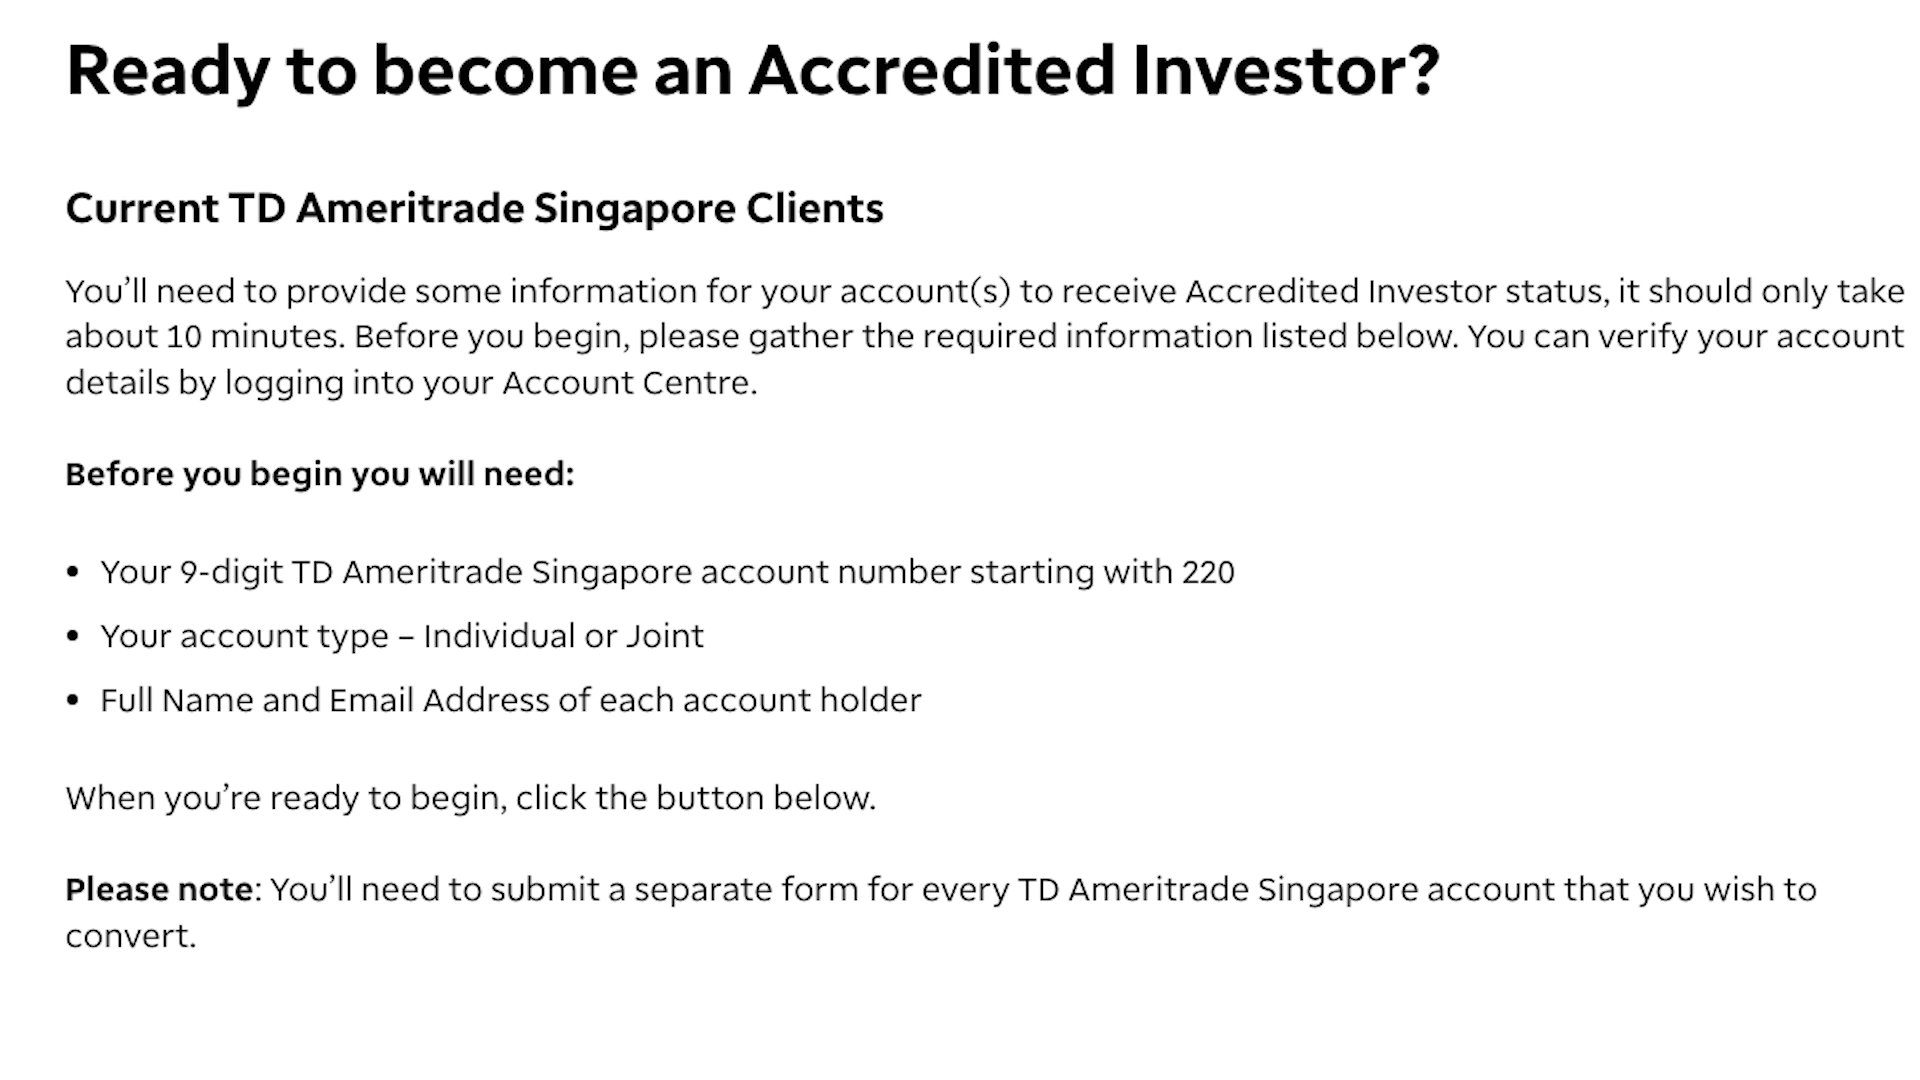 Ready to become an Accredited Investor?
Current TD Ameritrade Singapore Clients
You’ll need to provide some information for your account(s) to receive Accredited Investor status, it should only take
about 10 minutes. Before you begin, please gather the required information listed below. You can verify your account
details by logging into your Account Centre.
Before you begin you will need:
• Your 9-digit TD Ameritrade Singapore account number starting with 220
• Your account type – Individual or Joint
• Full Name and Email Address of each account holder
When you’re ready to begin, click the button below.
Please note: You’ll need to submit a separate form for every TD Ameritrade Singapore account that you wish to
convert.